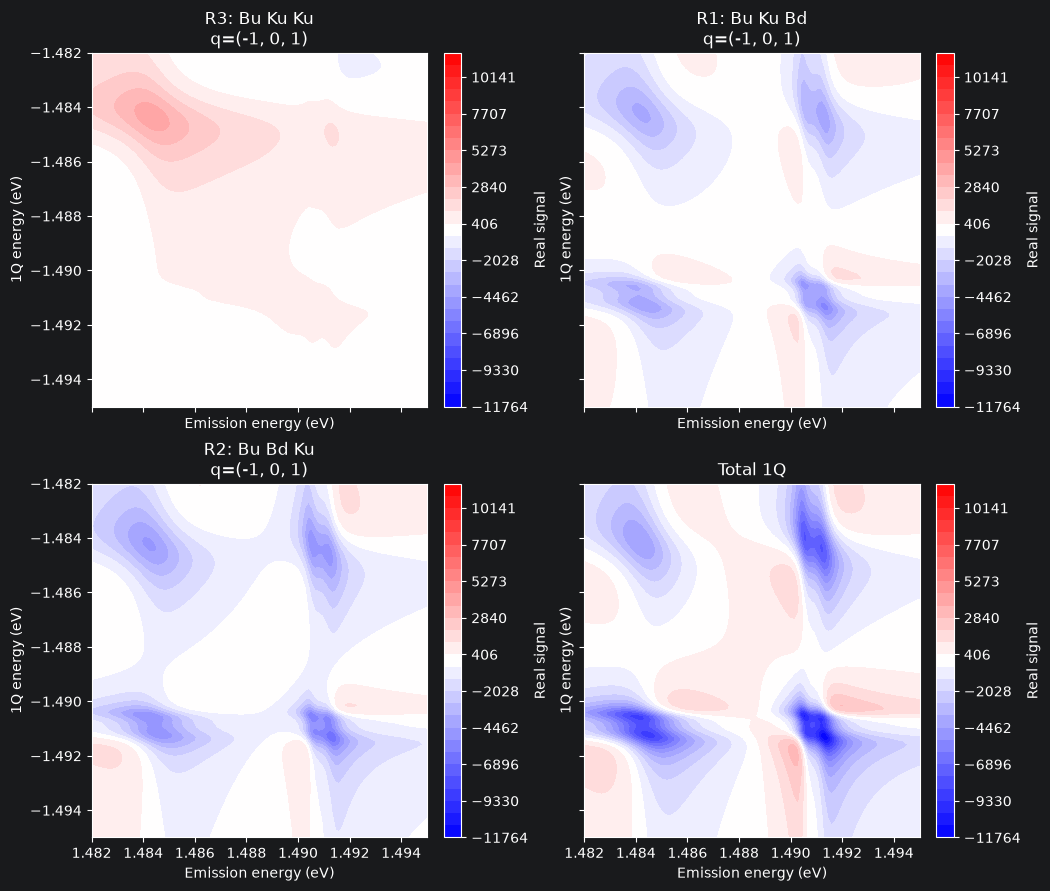 R3: Bu Ku Ku
q=(-1, 0, 1)
1Q energy (eV)
−1.482
−1.484
−1.486
−1.488
−1.490
−1.492
−1.494
Emission energy (eV)
10141
7707
5273
2840
406
−2028
−4462
−6896
−9330
−11764
Real signal
R1: Bu Ku Bd
q=(-1, 0, 1)
1Q energy (eV)
Emission energy (eV)
10141
7707
5273
2840
406
−2028
−4462
−6896
−9330
−11764
Real signal
R2: Bu Bd Ku
q=(-1, 0, 1)
1Q energy (eV)
−1.482
−1.484
−1.486
−1.488
−1.490
−1.492
−1.494
1.482 1.484 1.486 1.488 1.490 1.492 1.494
Emission energy (eV)
10141
7707
5273
2840
406
−2028
−4462
−6896
−9330
−11764
Real signal
Total 1Q
1Q energy (eV)
1.482 1.484 1.486 1.488 1.490 1.492 1.494
Emission energy (eV)
10141
7707
5273
2840
406
−2028
−4462
−6896
−9330
−11764
Real signal